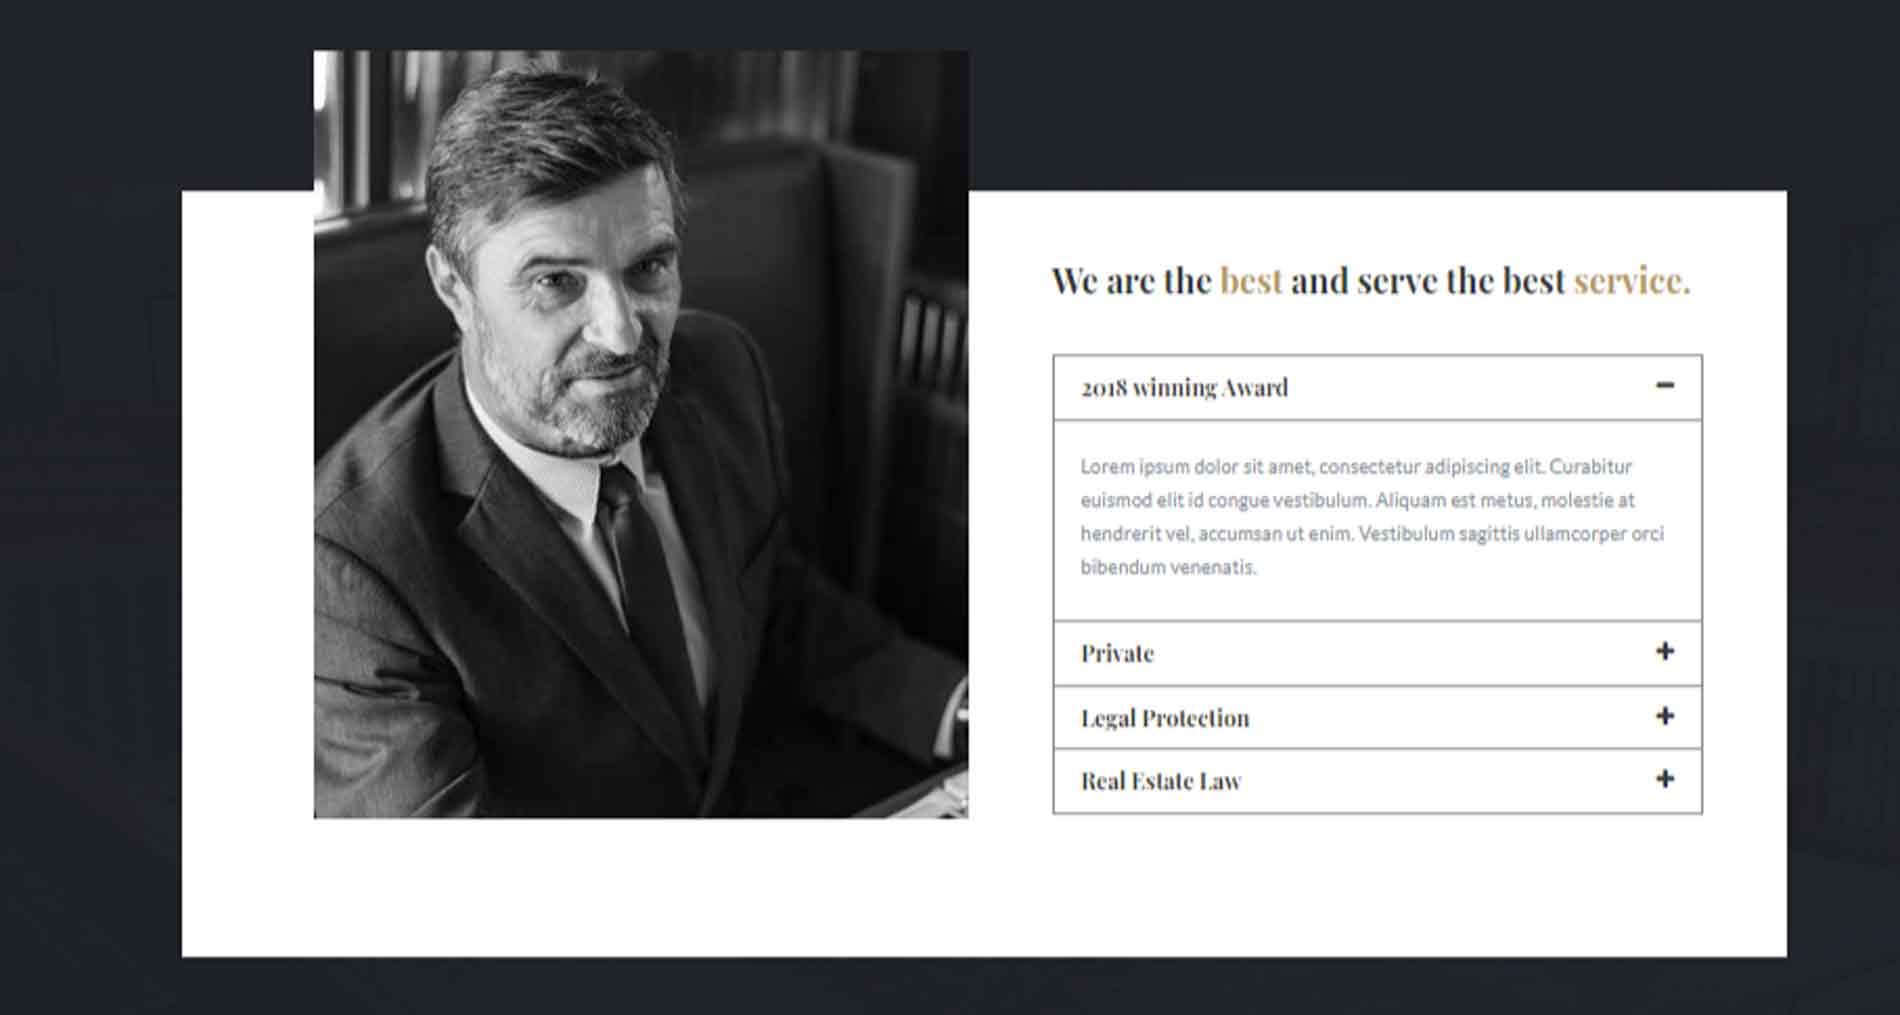 We are the best and serve the best service.
2018 winning Award
Lorem ipsum dolor sit amet, consectetur adipiscing elit. Curabitur
euismod elit id congue vestibulum. Aliquam est metus, molestie at
hendrerit vel, accumsan ut enim. Vestibulum sagittis ullamcorper orci
bibendum venenatis.
Private
Legal Protection
Real Estate Law